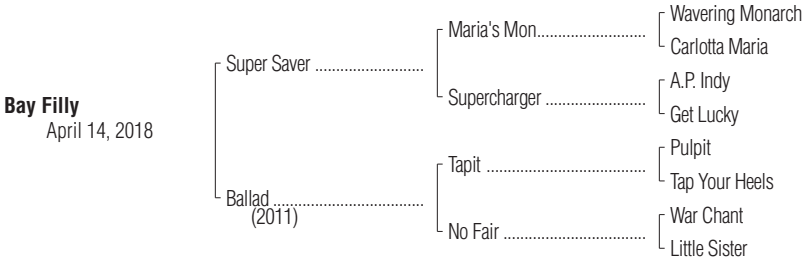 Wavering Monarch
Maria's Mon..........................
Carlotta Maria
Super Saver ..........................
A.P. Indy
Supercharger ........................
Get Lucky
Bay Filly
April 14, 2018
Pulpit
Tapit .......................................
Tap Your Heels
Ballad .....................................
(2011)
War Chant
No Fair ..................................
Little Sister